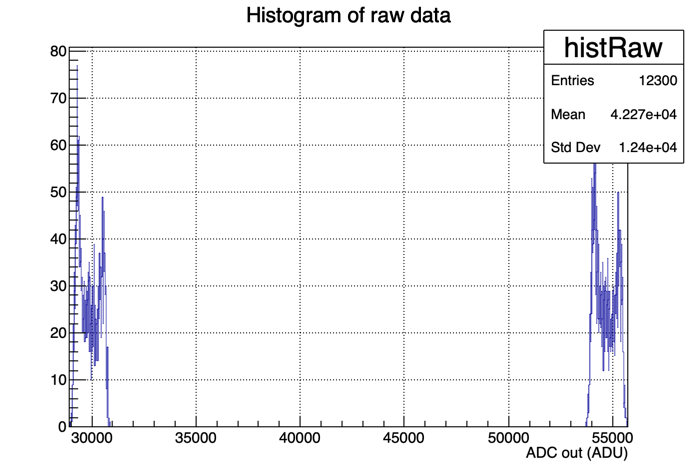 Histogram of raw data
histRaw
Entries 12300
Mean 4.227e+04
Std Dev 1.24e+04
80
70
60
50
40
30
20
10
0
30000 35000 40000 45000 50000 55000
ADC out (ADU)